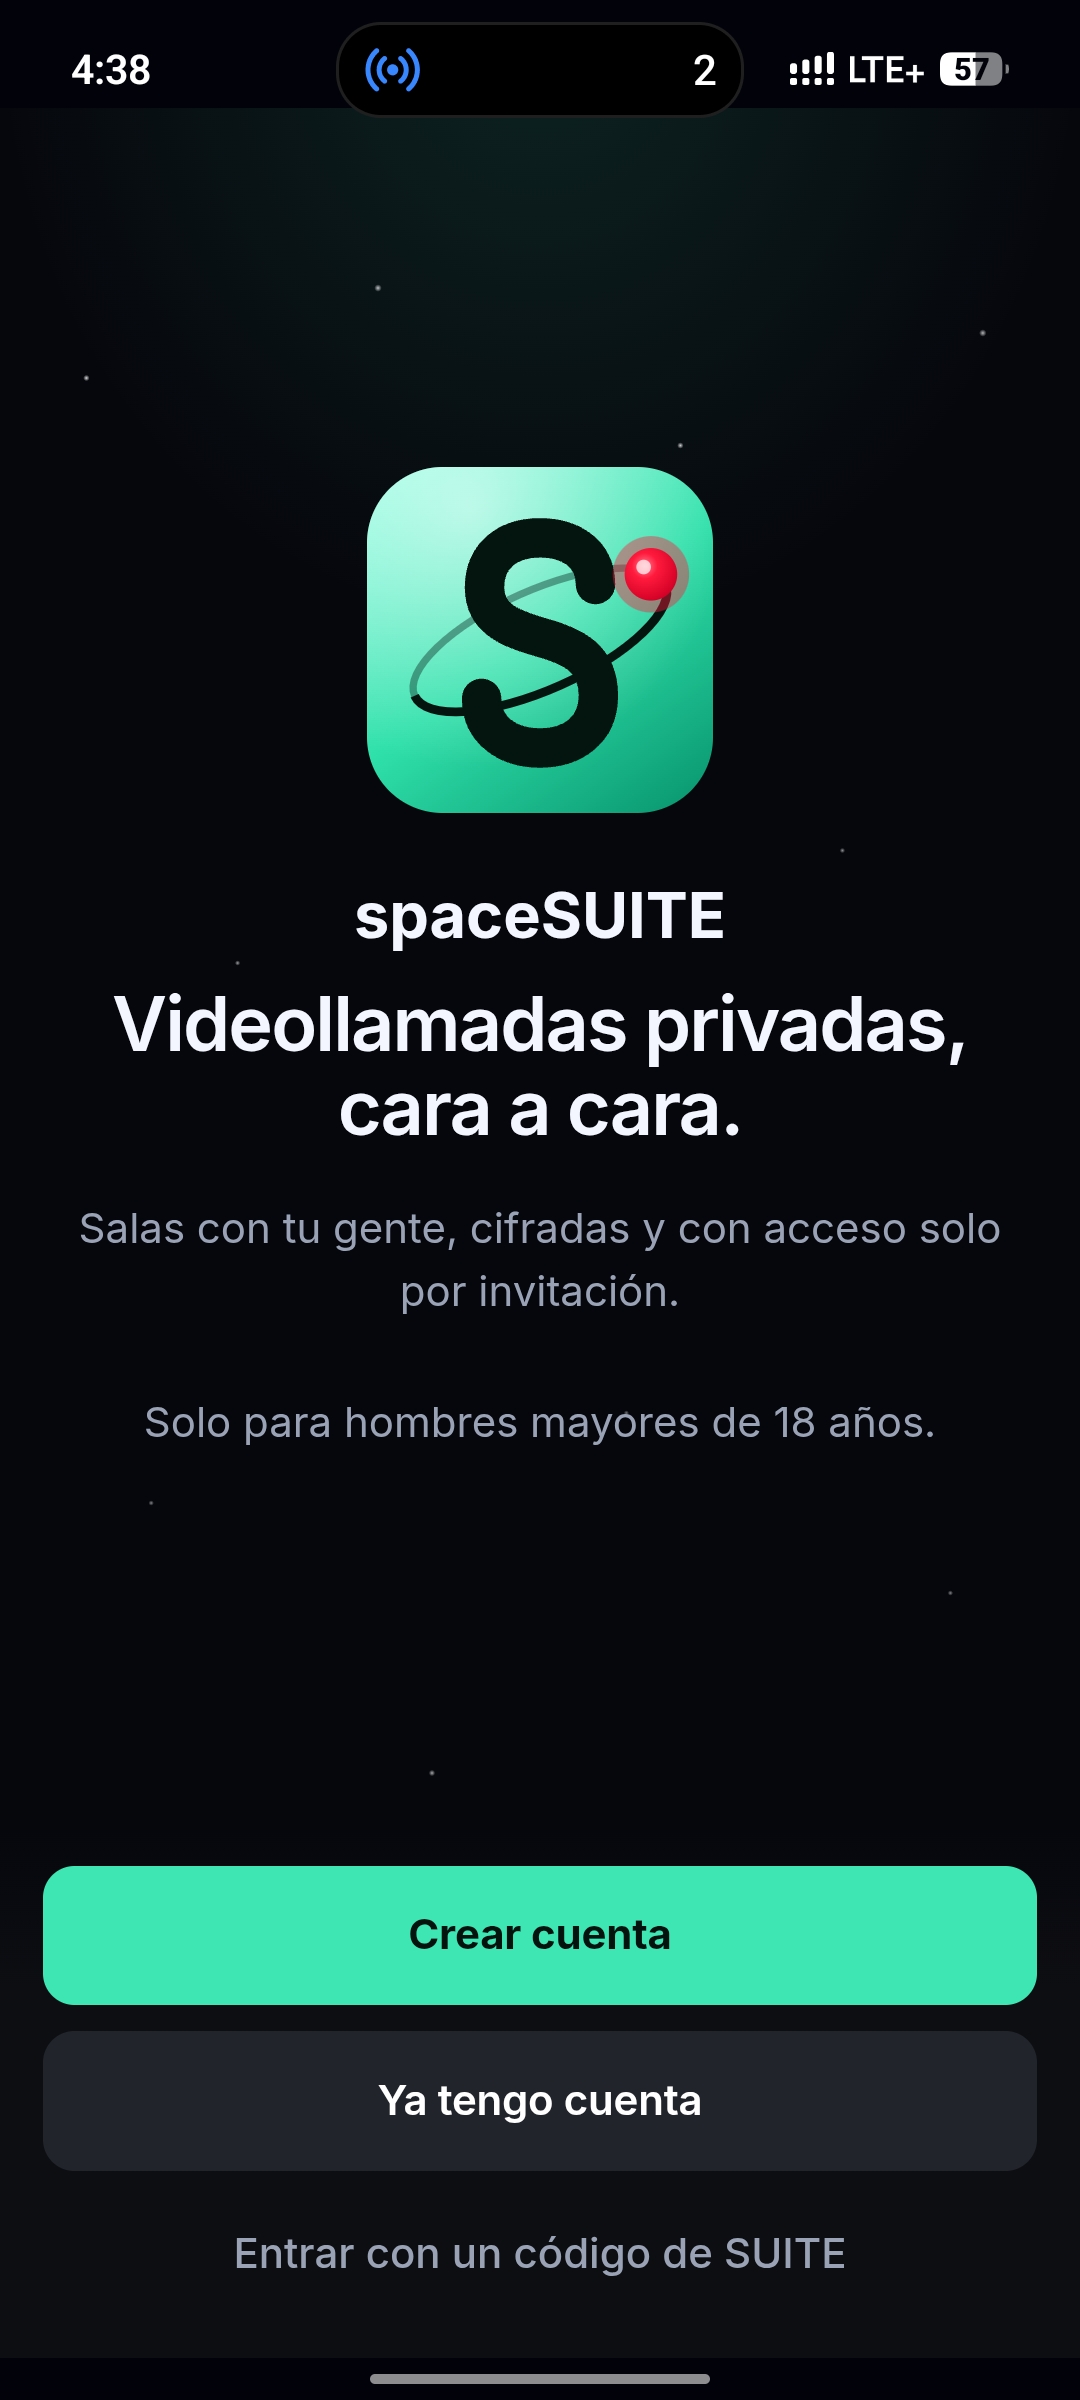 4:38
2
LTE+
57
S
spaceSUITE
Videollamadas privadas,
cara a cara.
Salas con tu gente, cifradas y con acceso solo
por invitación.
Solo para hombres mayores de 18 años.
Crear cuenta
Ya tengo cuenta
Entrar con un código de SUITE